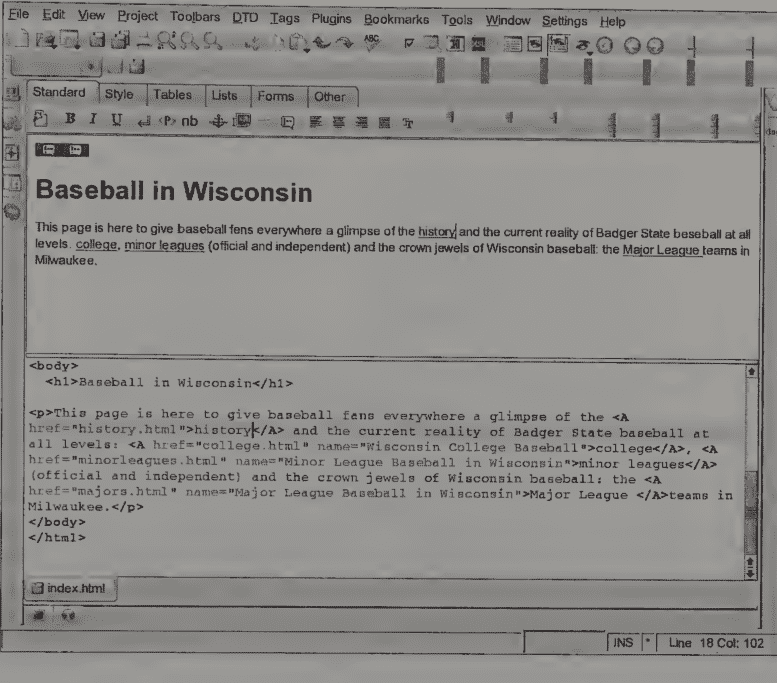 File Edit View Project Toolbars DTD Tags Plugins Bookmarks Tools Window Settings Help
ABC
Standard Style Tables Lists Forms Other
B I U <P> nb
Baseball in Wisconsin
This page is here to give baseball fans everywhere a glimpse of the history and the current reality of Badger State baseball at all
levels. college, minor leagues (official and independent) and the crown jewels of Wisconsin baseball: the Major League teams in
Milwaukee.
<body>
<h1>Baseball in Wisconsin</h1>
<p>This page is here to give baseball fans everywhere a glimpse of the <A
href="history.html">history</A> and the current reality of Badger State baseball at
all levels: <A href="college.html" name="Wisconsin College Baseball">college</A>, <A
href="minorleagues.html" name="Minor League Baseball in Wisconsin">minor leagues</A>
(official and independent) and the crown jewels of Wisconsin baseball: the <A
href="majors.html" name="Major League Baseball in Wisconsin">Major League </A>teams in
Milwaukee.</p>
</body>
</html>
index.html
INS * Line 18 Col: 102